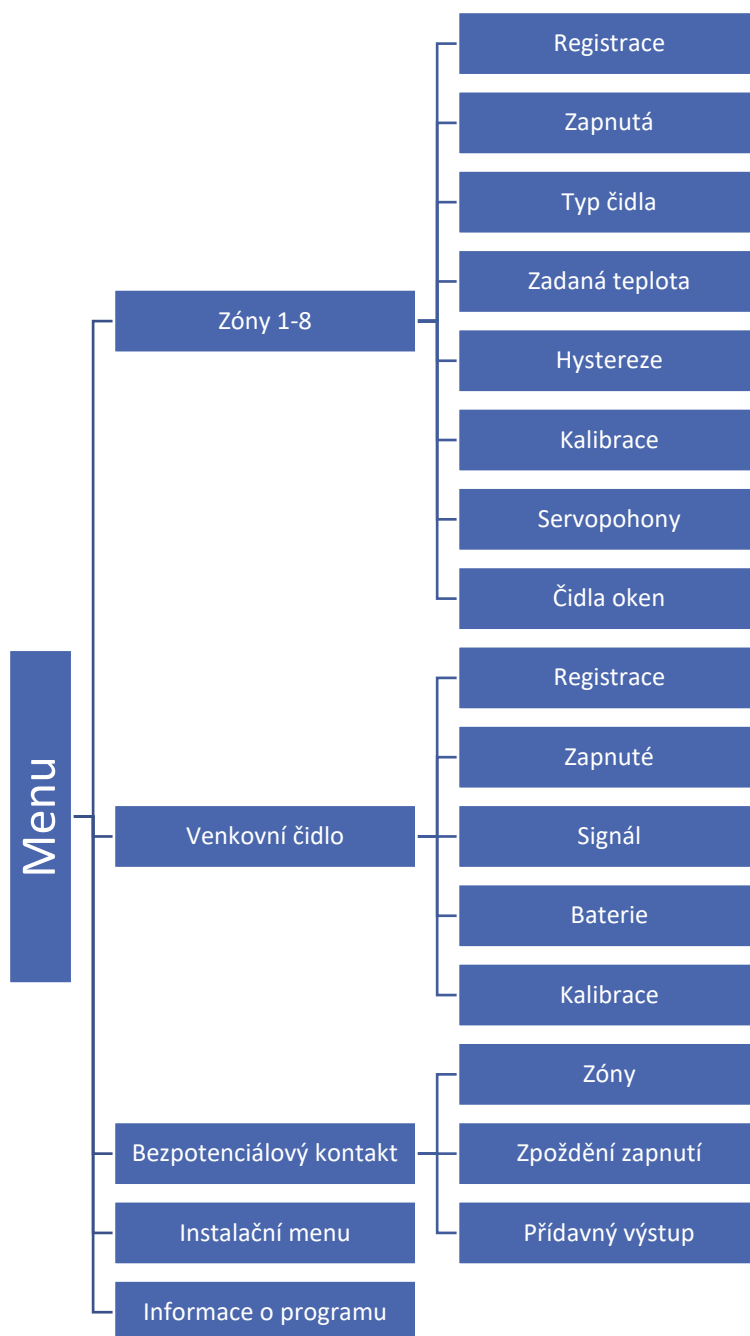 Menu
Zóny 1-8
Registrace
Zapnutá
Typ čidla
Zadaná teplota
Hystereze
Kalibrace
Servopohony
Čidla oken
Venkovní čidlo
Registrace
Zapnuté
Signál
Baterie
Kalibrace
Bezpotenciálový kontakt
Zóny
Zpoždění zapnutí
Přídavný výstup
Instalační menu
Informace o programu